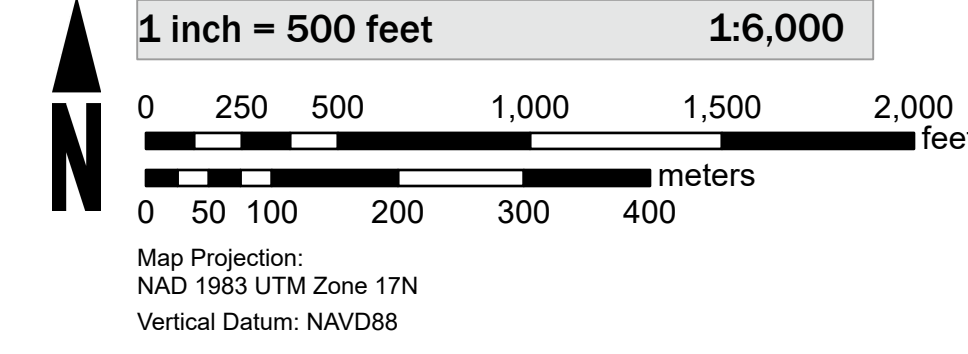 1 inch = 500 feet 1:6,000
N
0 250 500 1,000 1,500 2,000
feet
meters
0 50 100 200 300 400
Map Projection:
NAD 1983 UTM Zone 17N
Vertical Datum: NAVD88